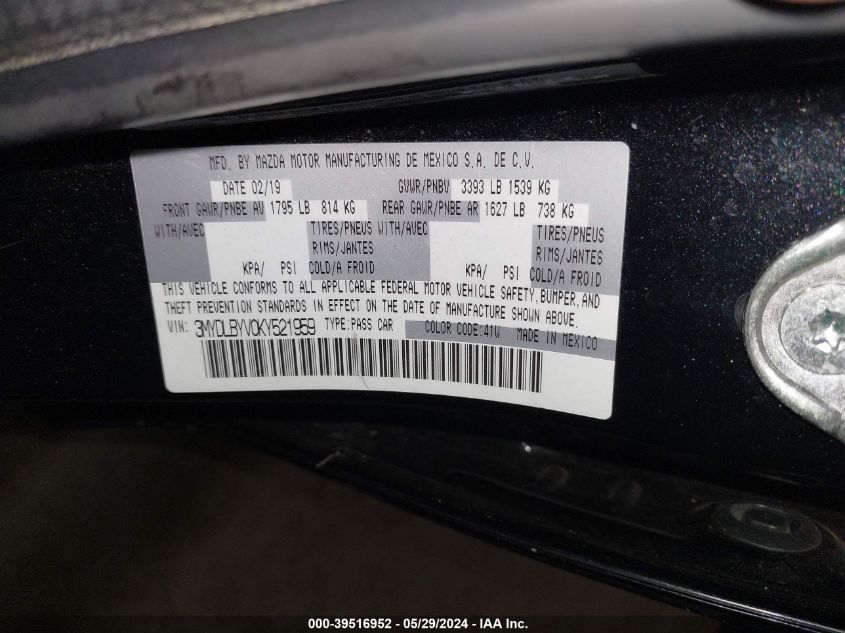 MFD. BY MAZDA MOTOR MANUFACTURING DE MEXICO S.A. DE C.V.
DATE 02/19 GVWR/PNBV 3393 LB 1539 KG
FRONT GAWR/PNBE AV 1795 LB 814 KG REAR GAWR/PNBE AR 1627 LB 738 KG
WITH/AVEC TIRES/PNEUS WITH/AVEC TIRES/PNEUS
RIMS/JANTES RIMS/JANTES
KPA/ PSI COLD/A FROID KPA/ PSI COLD/A FROID
THIS VEHICLE CONFORMS TO ALL APPLICABLE FEDERAL MOTOR VEHICLE SAFETY, BUMPER, AND
THEFT PREVENTION STANDARDS IN EFFECT ON THE DATE OF MANUFACTURE SHOWN ABOVE.
VIN: 3MYDLBYV0KY521959 TYPE:PASS CAR COLOR CODE:41W MADE IN MEXICO
000-39516952 - 05/29/2024 - IAA Inc.